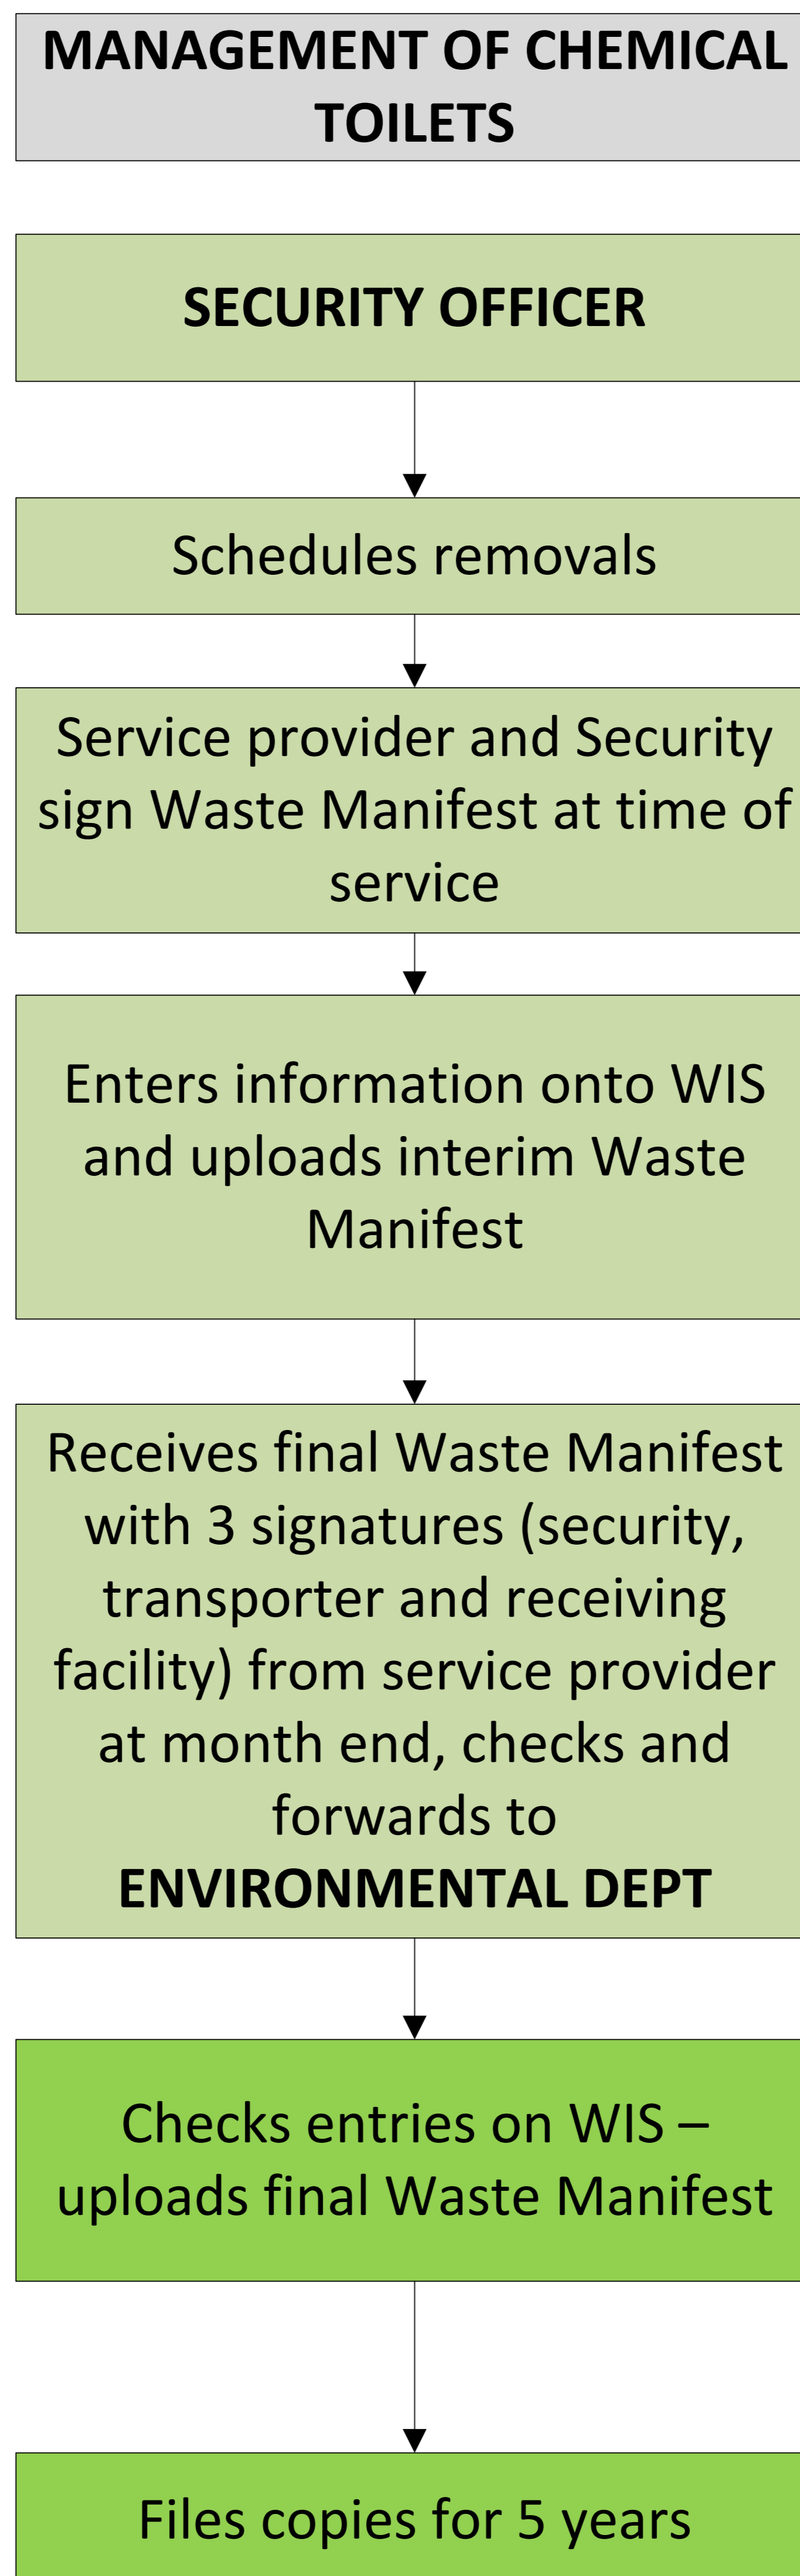 MANAGEMENT OF CHEMICAL
TOILETS
SECURITY OFFICER
Schedules removals
Service provider and Security
sign Waste Manifest at time of
service
Enters information onto WIS
and uploads interim Waste
Manifest
Receives final Waste Manifest
with 3 signatures (security,
transporter and receiving
facility) from service provider
at month end, checks and
forwards to
ENVIRONMENTAL DEPT
Checks entries on WIS –
uploads final Waste Manifest
Files copies for 5 years